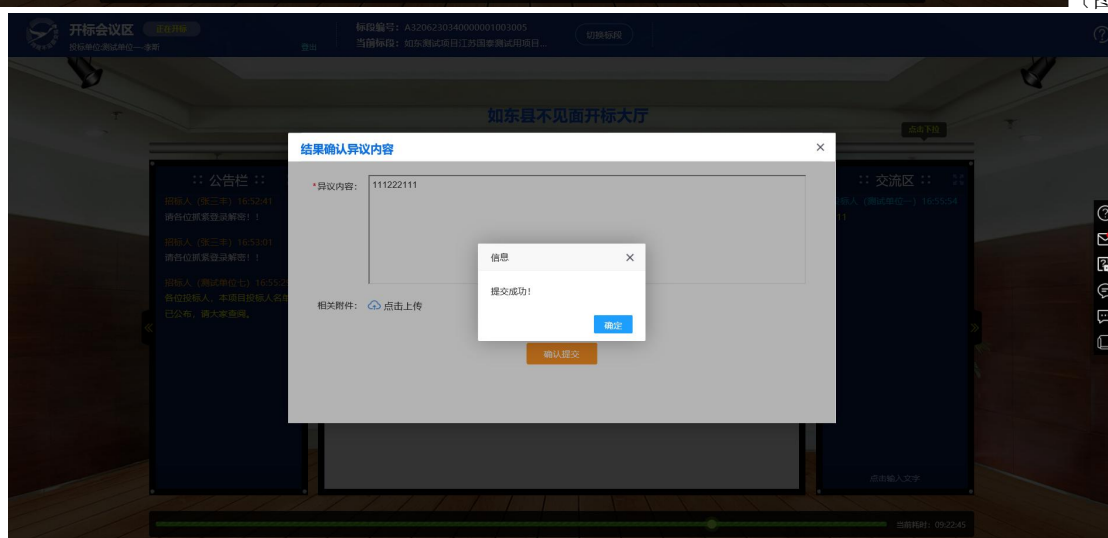 开标会议区
正在开标
投标单位:测试单位一-李新
登出
标段编号：A3206230340000001003005
当前标段：如东测试项目江苏国泰测试用项目...
切换标段
如东县不见面开标大厅
点击下拉
结果确认异议内容
:: 公告栏 ::
招标人（张三丰）16:52:41
请各位抓紧登录解密！！
招标人（张三丰）16:53:01
请各位抓紧登录解密！！
招标人（测试单位七）16:55:2
各位投标人，本项目投标人名单
已公布，请大家查阅。
*异议内容:
111222111
相关附件:
点击上传
信息
提交成功!
确定
确认提交
:: 交流区 ::
标人（测试单位一）16:55:54
11
点击输入文字
当前耗时：09:22:45